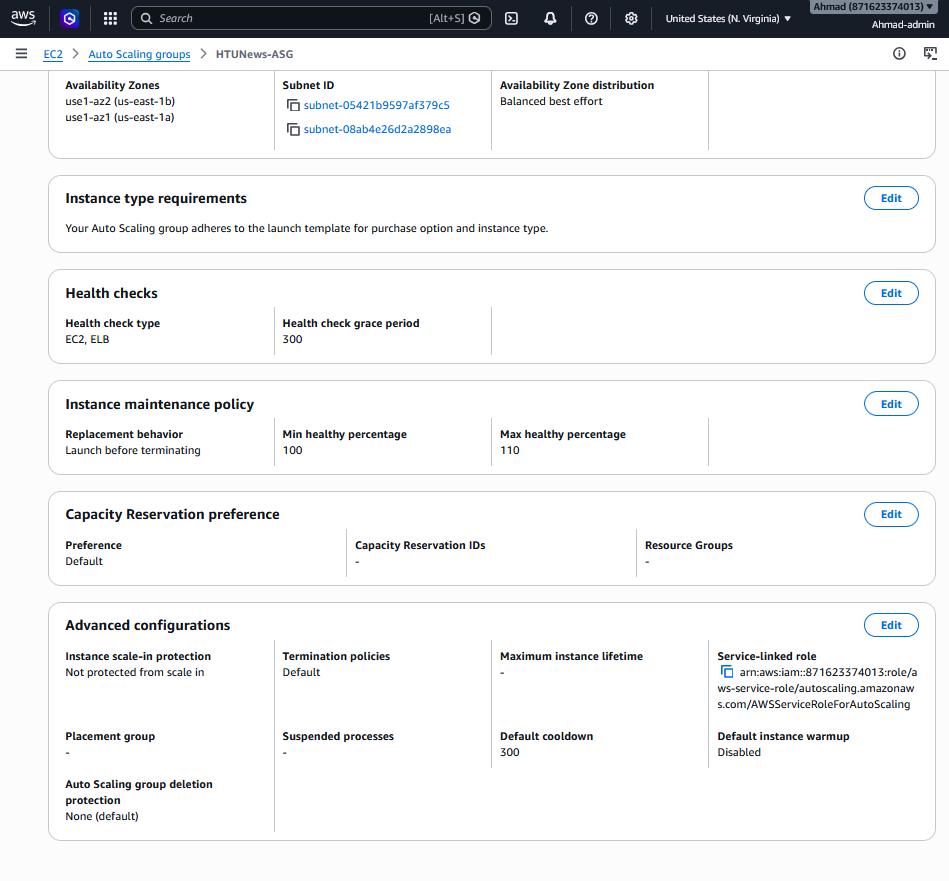 aws
Search
[Alt+S]
United States (N. Virginia)
Ahmad (871623374013)
Ahmad-admin
EC2 > Auto Scaling groups > HTUNews-ASG
Availability Zones
use1-az2 (us-east-1b)
use1-az1 (us-east-1a)
Subnet ID
subnet-05421b9597af379c5
subnet-08ab4e26d2a2898ea
Availability Zone distribution
Balanced best effort
Instance type requirements
Edit
Your Auto Scaling group adheres to the launch template for purchase option and instance type.
Health checks
Edit
Health check type
EC2, ELB
Health check grace period
300
Instance maintenance policy
Edit
Replacement behavior
Launch before terminating
Min healthy percentage
100
Max healthy percentage
110
Capacity Reservation preference
Edit
Preference
Default
Capacity Reservation IDs
-
Resource Groups
-
Advanced configurations
Edit
Instance scale-in protection
Not protected from scale in
Termination policies
Default
Maximum instance lifetime
-
Service-linked role
arn:aws:iam::871623374013:role/a
ws-service-role/autoscaling.amazonaw
s.com/AWSServiceRoleForAutoScaling
Placement group
-
Suspended processes
-
Default cooldown
300
Default instance warmup
Disabled
Auto Scaling group deletion
protection
None (default)